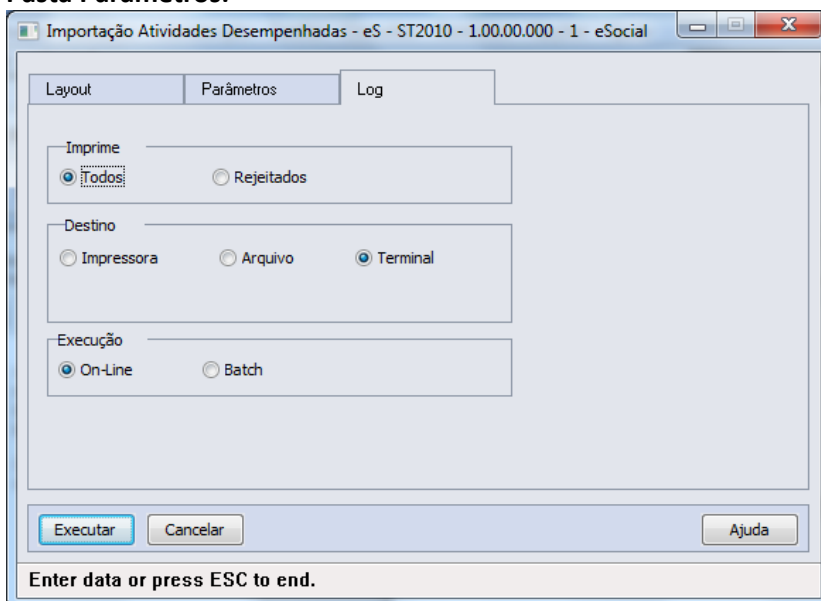 Pasta Parâmetros:
Importação Atividades Desempenhadas - eS - ST2010 - 1.00.00.000 - 1 - eSocial
Layout Parâmetros Log
Imprime
Todos Rejeitados
Destino
Impressora Arquivo Terminal
Execução
On-Line Batch
Executar Cancelar Ajuda
Enter data or press ESC to end.